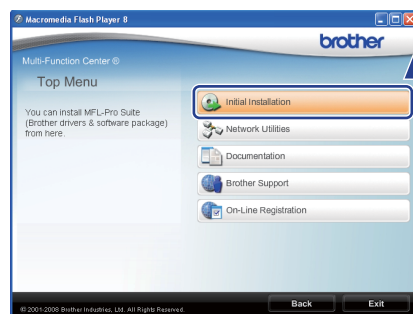 Macromedia Flash Player 8
brother
Multi-Function Center ®
Top Menu
You can install MFL-Pro Suite
(Brother drivers & software package)
from here.
Initial Installation
Network Utilities
Documentation
Brother Support
On-Line Registration
© 2001-2008 Brother Industries, Ltd. All Rights Reserved.
Back
Exit